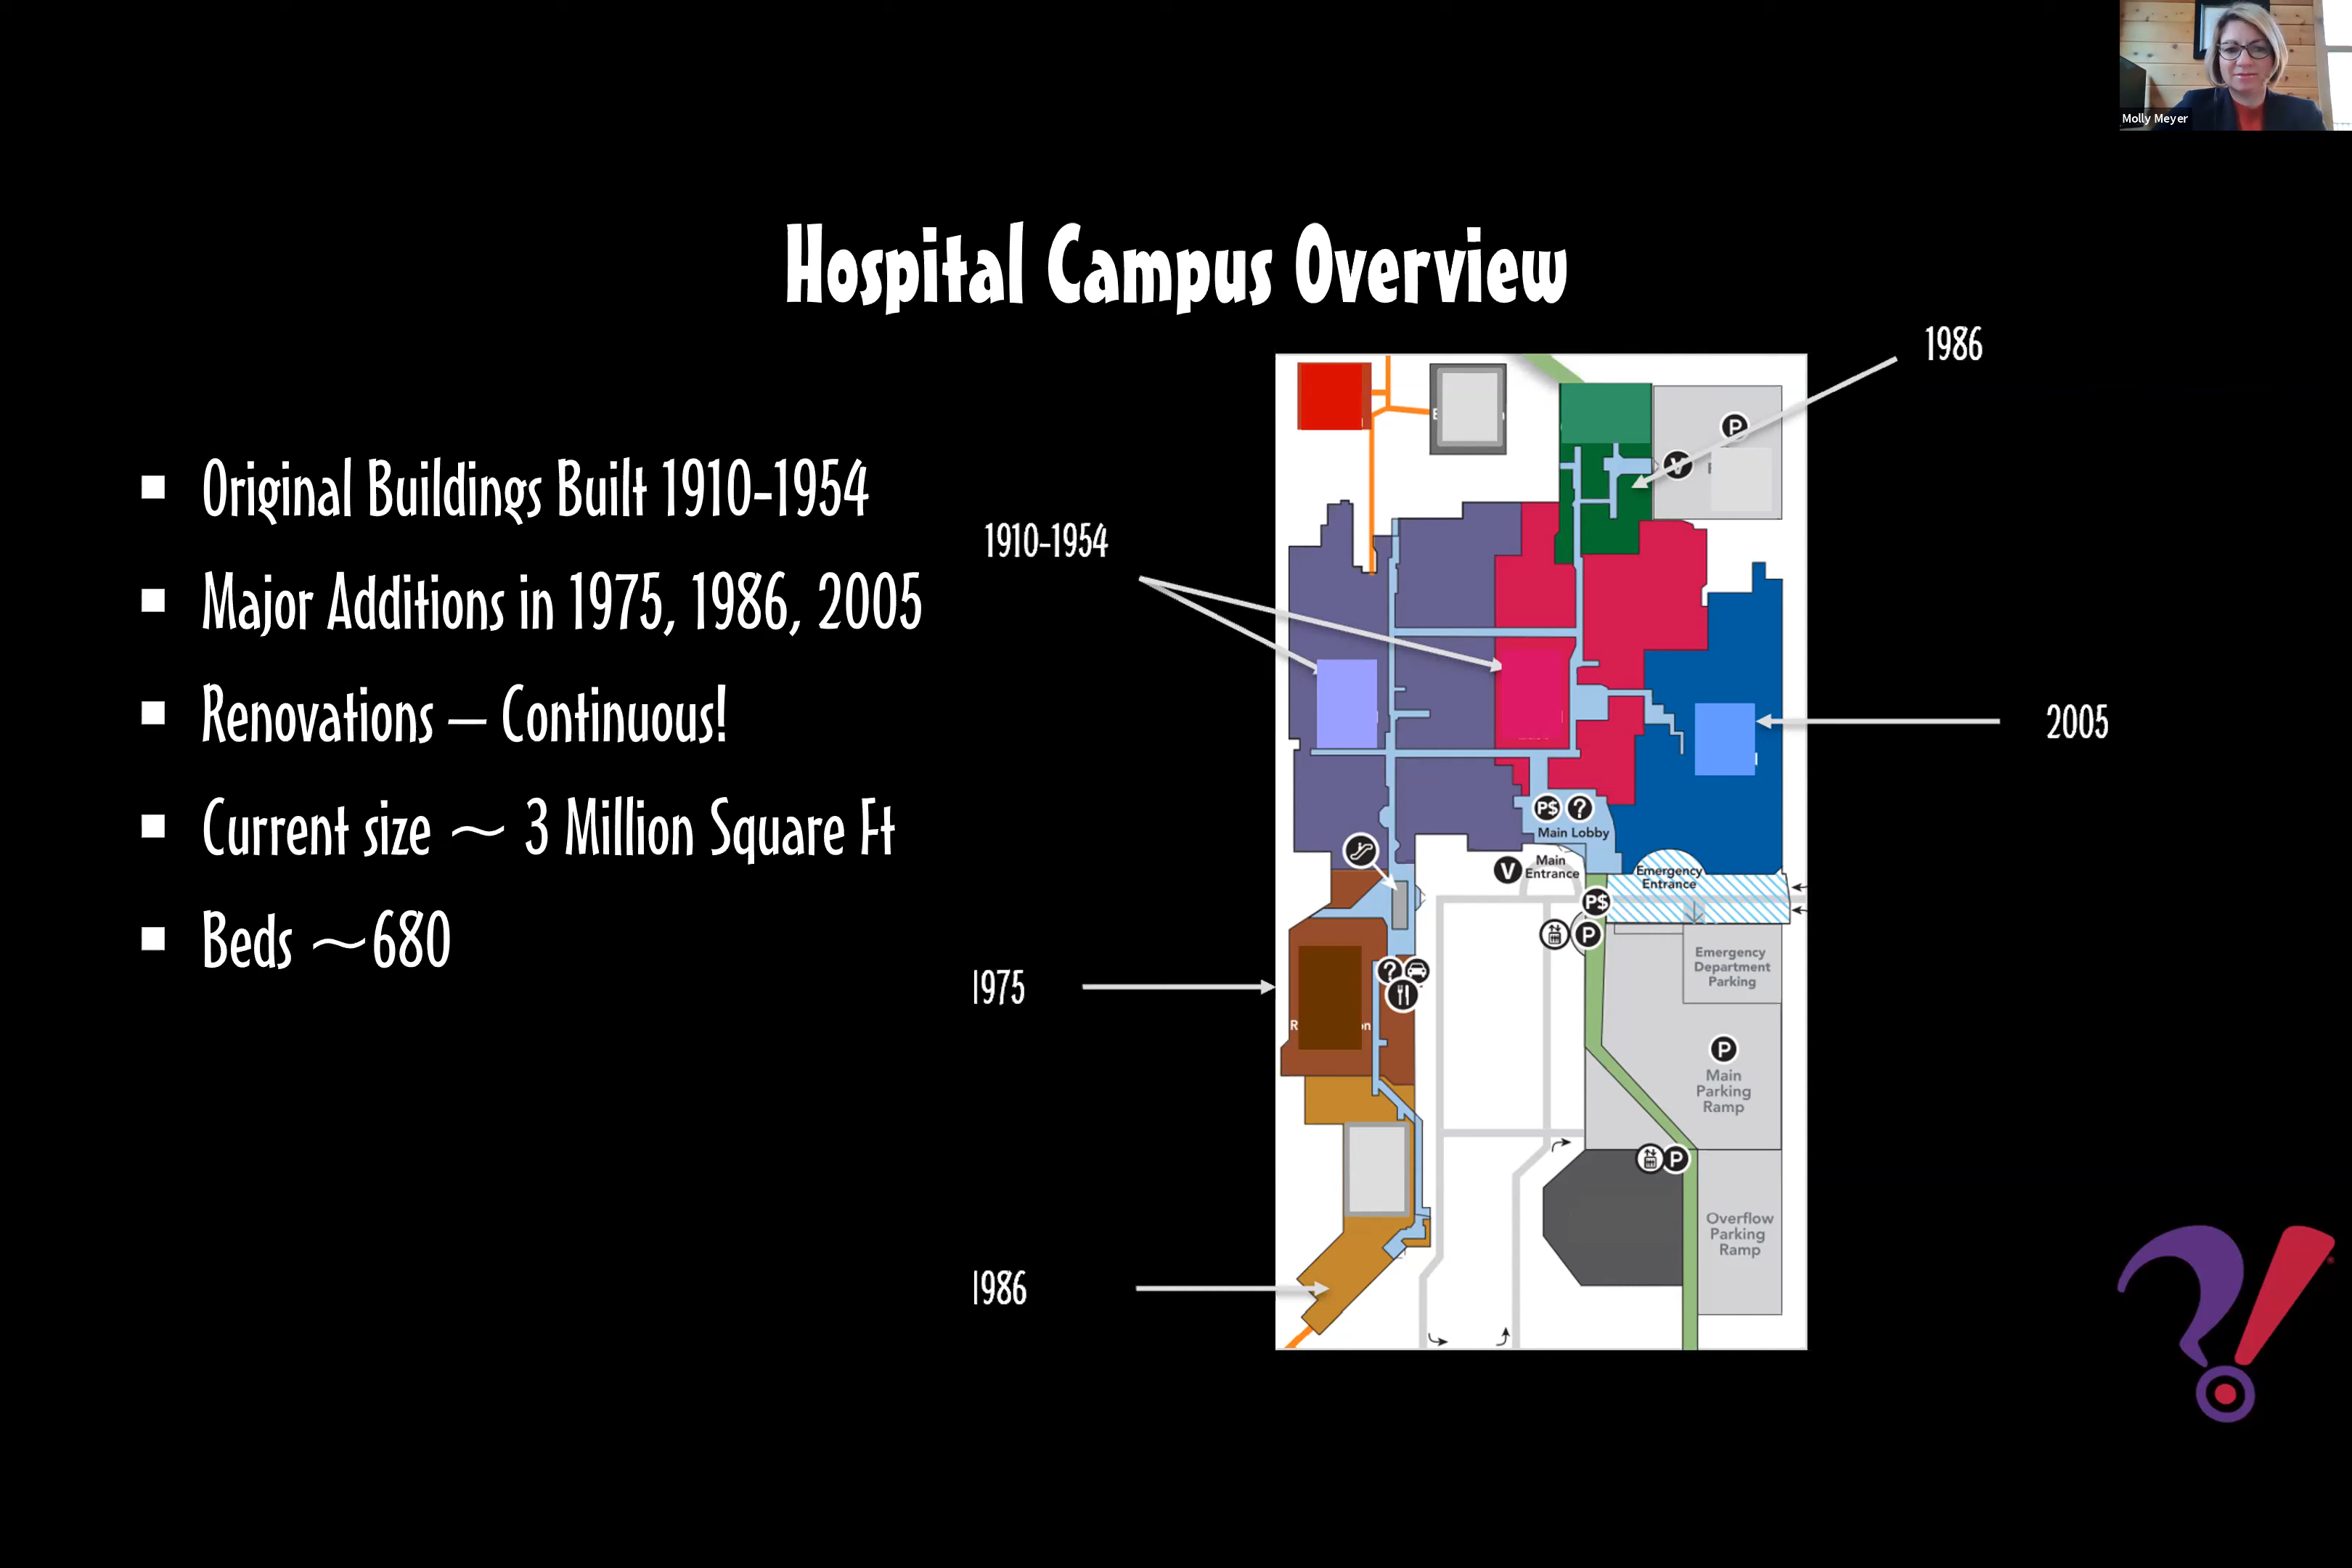 Molly Meyer
Hospital Campus Overview
1986
▪ Original Buildings Built 1910-1954
▪ Major Additions in 1975, 1986, 2005
▪ Renovations – Continuous!
▪ Current size ~ 3 Million Square Ft
▪ Beds ~680
1910-1954
2005
1975
1986
P
V
P$ ?
Main Lobby
V
Main
Entrance
Emergency
Entrance
P$
P
Emergency
Department
Parking
?
P
Main
Parking
Ramp
P
Overflow
Parking
Ramp